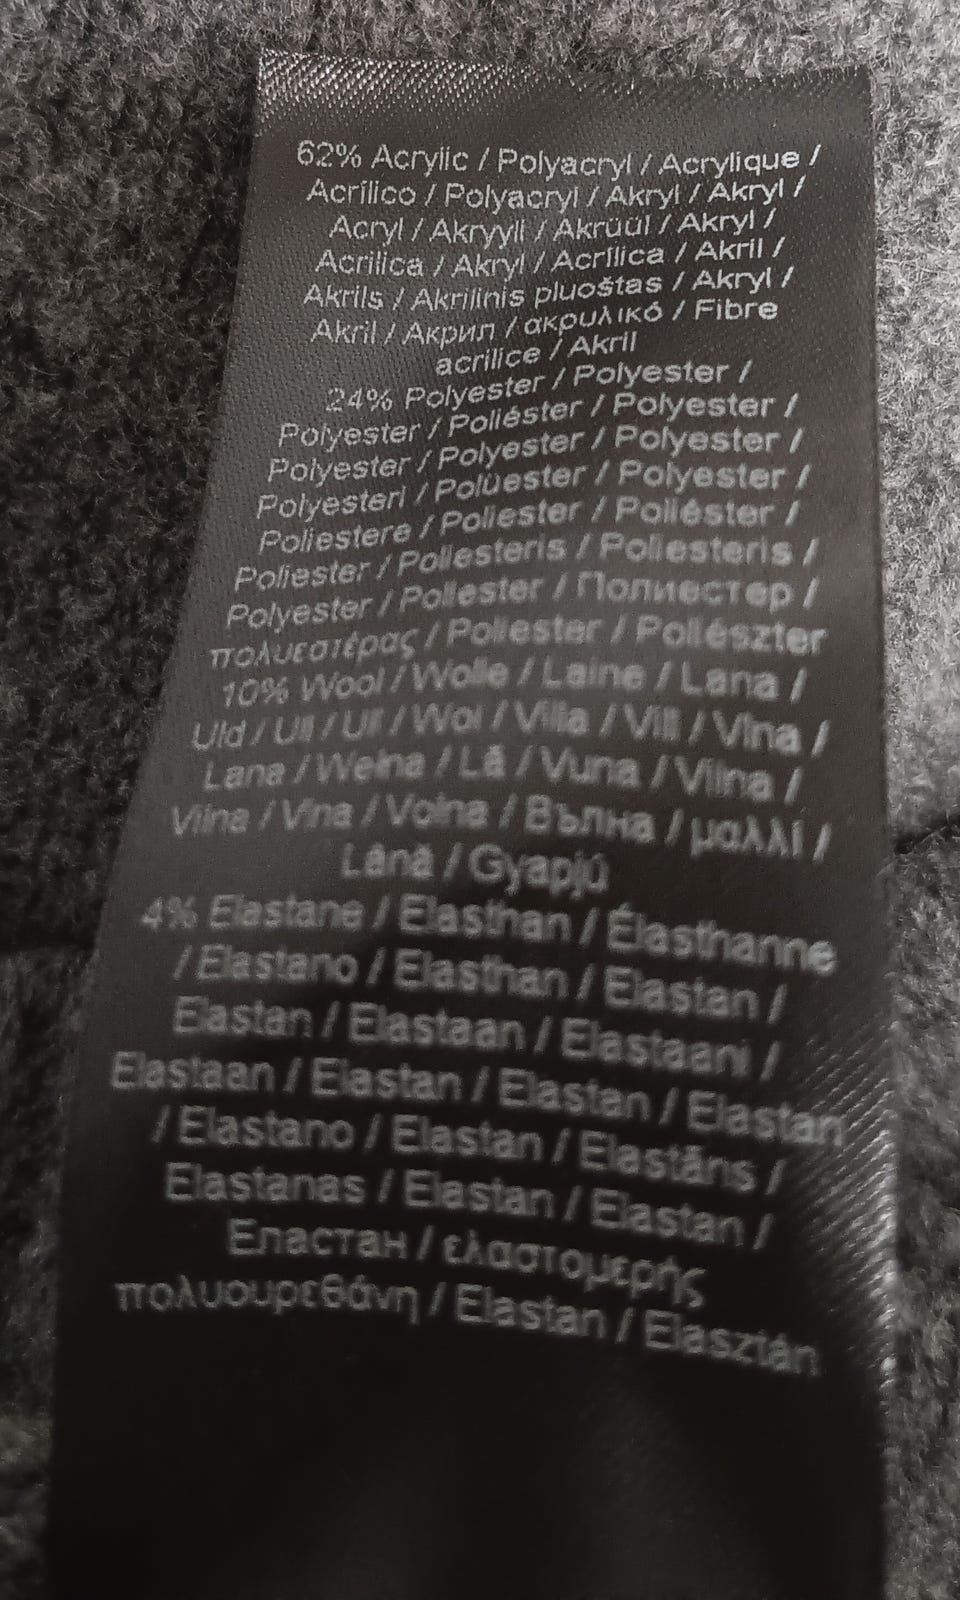 62% Acrylic / Polyacryl / Acrylique /
Acrílico / Polyacryl / Akryl / Akryl /
Acryl / Akryyli / Akrüül / Akryl /
Acrilica / Akryl / Acrílica / Akril /
Akrils / Akrilinis pluoštas / Akryl /
Akril / Акрил / ακρυλικό / Fibre
acrilice / Akril
24% Polyester / Polyester /
Polyester / Poliéster / Polyester /
Polyester / Polyester / Polyester /
Polyesteri / Polüester / Polyester /
Poliestere / Poliester / Poliéster /
Poliester / Poliesteris / Poliesteris /
Polyester / Poliester / Полиестер /
πολυεστέρας / Poliester / Poliészter
10% Wool / Wolle / Laine / Lana /
Uld / Ull / Ull / Wol / Villa / Vill / Vlna /
Lana / Wełna / Lã / Vuna / Vilna /
Vilna / Vlna / Volna / Вълна / μαλλί /
Lână / Gyapjú
4% Elastane / Elasthan / Élasthanne
/ Elastano / Elasthan / Elastan /
Elastan / Elastaan / Elastaani /
Elastaan / Elastan / Elastan / Elastan
/ Elastano / Elastan / Elastāns /
Elastanas / Elastan / Elastan /
Еластан / ελαστομερής
πολυουρεθάνη / Elastan / Elasztán